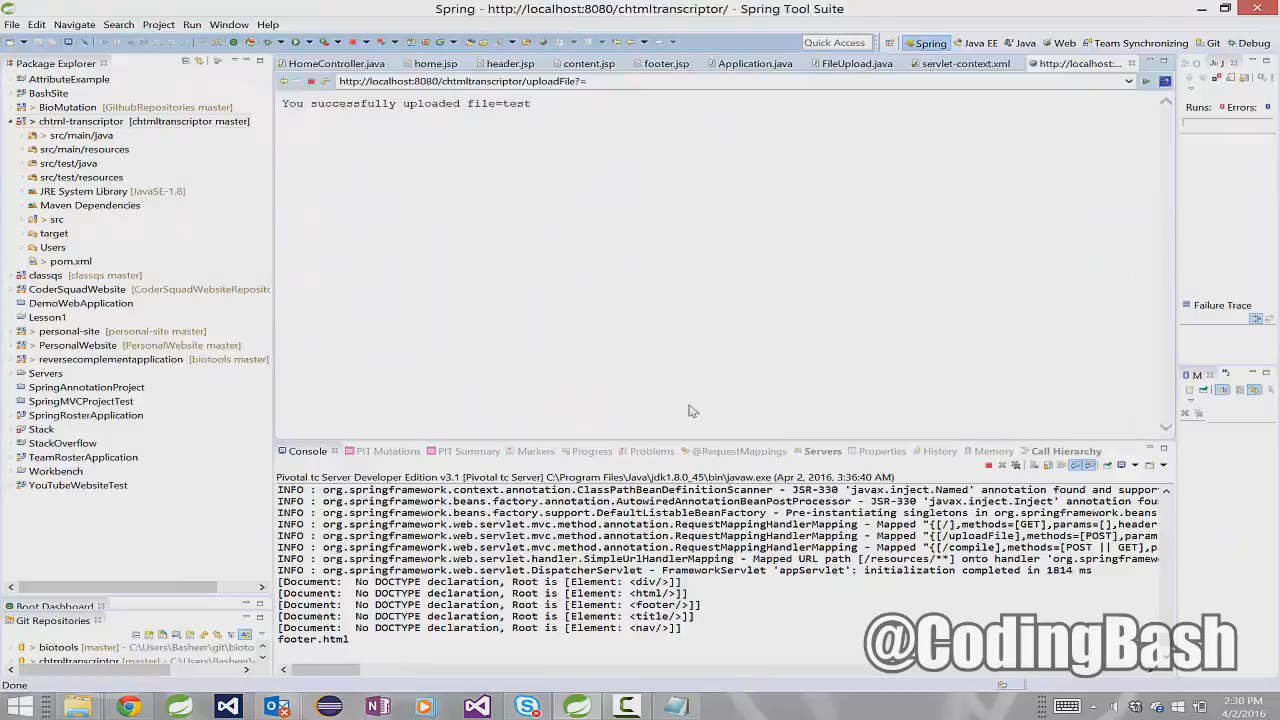 Spring - http://localhost:8080/chtmltranscriptor/ - Spring Tool Suite
File Edit Search Project Run Window Help
Quick Access
Spring Java EE Java Web Team Synchronizing Git Debug
Package Explorer
HomeController.java home.jsp header.jsp content.jsp footer.jsp Application.java FileUpload.java servlet-context.xml http://localhost:...
http://localhost:8080/chtmltranscriptor/uploadFile?=
You successfully uploaded file=test
AttributeExample
BashSite
BioMutation [GithubRepositories master]
> chtml-transcriptor [chtmltranscriptor master]
> src/main/java
> src/main/resources
> src/test/java
> src/test/resources
JRE System Library [JavaSE-1.8]
Maven Dependencies
> src
target
Users
> pom.xml
classqs [classqs master]
> CoderSquadWebsite [CoderSquadWebsiteReposito
DemoWebApplication
Lesson1
> personal-site [personal-site master]
> PersonalWebsite [PersonalWebsite master]
> reversecomplementapplication [biotools master]
Servers
SpringAnnotationProject
SpringMVCProjectTest
SpringRosterApplication
Stack
StackOverflow
TeamRosterApplication
Workbench
YouTubeWebsiteTest
Runs: Errors:
Failure Trace
M
Boot Dashboard
Git Repositories
> biotools [master] - C:\Users\Basheer\git\bioto
> chtmltranscriptor [master] - C:\Users\Bashe
Done
Console PIT Mutations PIT Summary Markers Progress Problems @RequestMappings Servers Properties History Memory Call Hierarchy
Pivotal tc Server Developer Edition v3.1 [Pivotal tc Server] C:\Program Files\Java\jdk1.8.0_45\bin\javaw.exe (Apr 2, 2016, 3:36:40 AM)
INFO : org.springframework.context.annotation.ClassPathBeanDefinitionScanner - JSR-330 'javax.inject.Named' annotation found and suppor
INFO : org.springframework.beans.factory.annotation.AutowiredAnnotationBeanPostProcessor - JSR-330 'javax.inject.Inject' annotation fou
INFO : org.springframework.beans.factory.support.DefaultListableBeanFactory - Pre-instantiating singletons in org.springframework.beans
INFO : org.springframework.web.servlet.mvc.method.annotation.RequestMappingHandlerMapping - Mapped "{[/],methods=[GET],params=[],header
INFO : org.springframework.web.servlet.mvc.method.annotation.RequestMappingHandlerMapping - Mapped "{[/uploadFile],methods=[POST],param
INFO : org.springframework.web.servlet.mvc.method.annotation.RequestMappingHandlerMapping - Mapped "{[/compile],methods=[POST || GET],p
INFO : org.springframework.web.servlet.handler.SimpleUrlHandlerMapping - Mapped URL path [/resources/**] onto handler 'org.springframew
INFO : org.springframework.web.servlet.DispatcherServlet - FrameworkServlet 'appServlet': initialization completed in 1814 ms
[Document: No DOCTYPE declaration, Root is [Element: <div/>]]
[Document: No DOCTYPE declaration, Root is [Element: <html/>]]
[Document: No DOCTYPE declaration, Root is [Element: <footer/>]]
[Document: No DOCTYPE declaration, Root is [Element: <title/>]]
[Document: No DOCTYPE declaration, Root is [Element: <nav/>]]
footer.html
@CodingBash
2:30 PM
4/2/2016